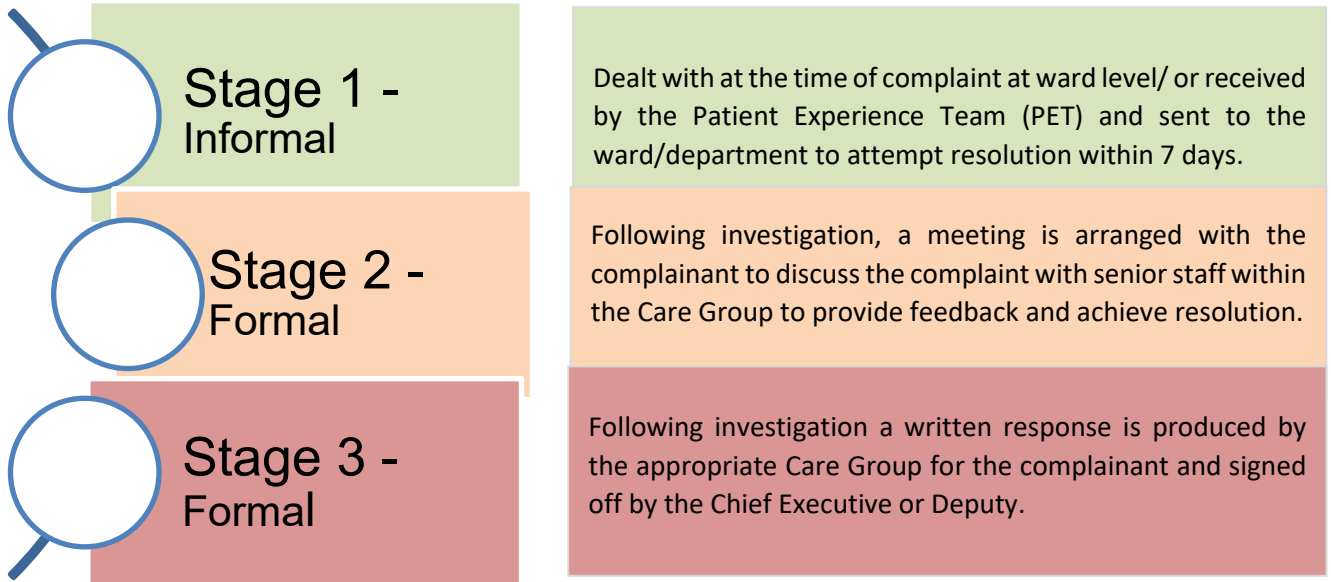 Stage 1 -
Informal
Dealt with at the time of complaint at ward level/ or received
by the Patient Experience Team (PET) and sent to the
ward/department to attempt resolution within 7 days.
Stage 2 -
Formal
Following investigation, a meeting is arranged with the
complainant to discuss the complaint with senior staff within
the Care Group to provide feedback and achieve resolution.
Stage 3 -
Formal
Following investigation a written response is produced by
the appropriate Care Group for the complainant and signed
off by the Chief Executive or Deputy.